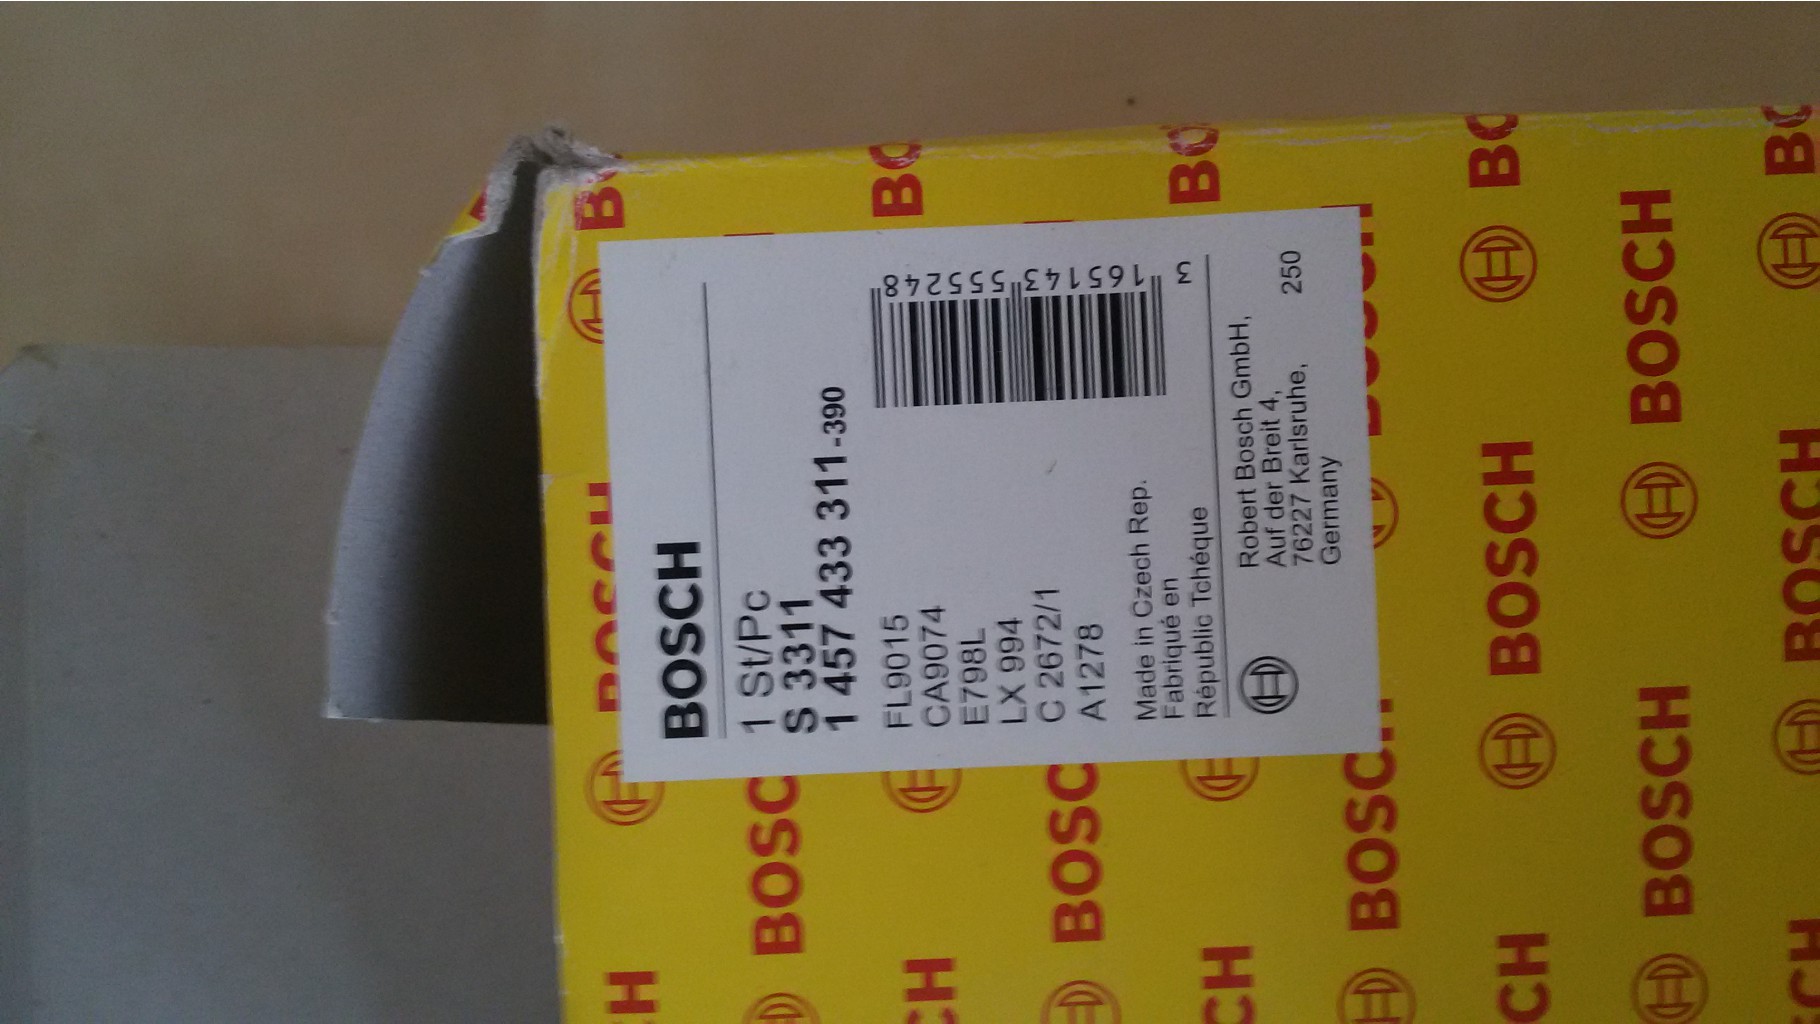 BOSCH
1 St/Pc
S 3311
1 457 433 311-390
FL9015
CA9074
E798L
LX 994
C 2672/1
A1278
3 165143 555248
Made in Czech Rep.
Fabriqué en
Républic Tchéque
Robert Bosch GmbH,
Auf der Breit 4,
76227 Karlsruhe,
Germany
250
BOSCH
BOSCH
BOSCH
BOSCH
BOSCH
BOSCH
BOSCH
BOSCH